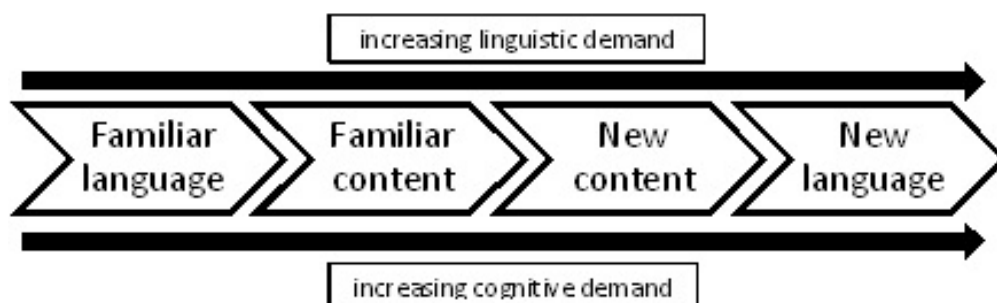 increasing linguistic demand
Familiar language
Familiar content
New content
New language
increasing cognitive demand